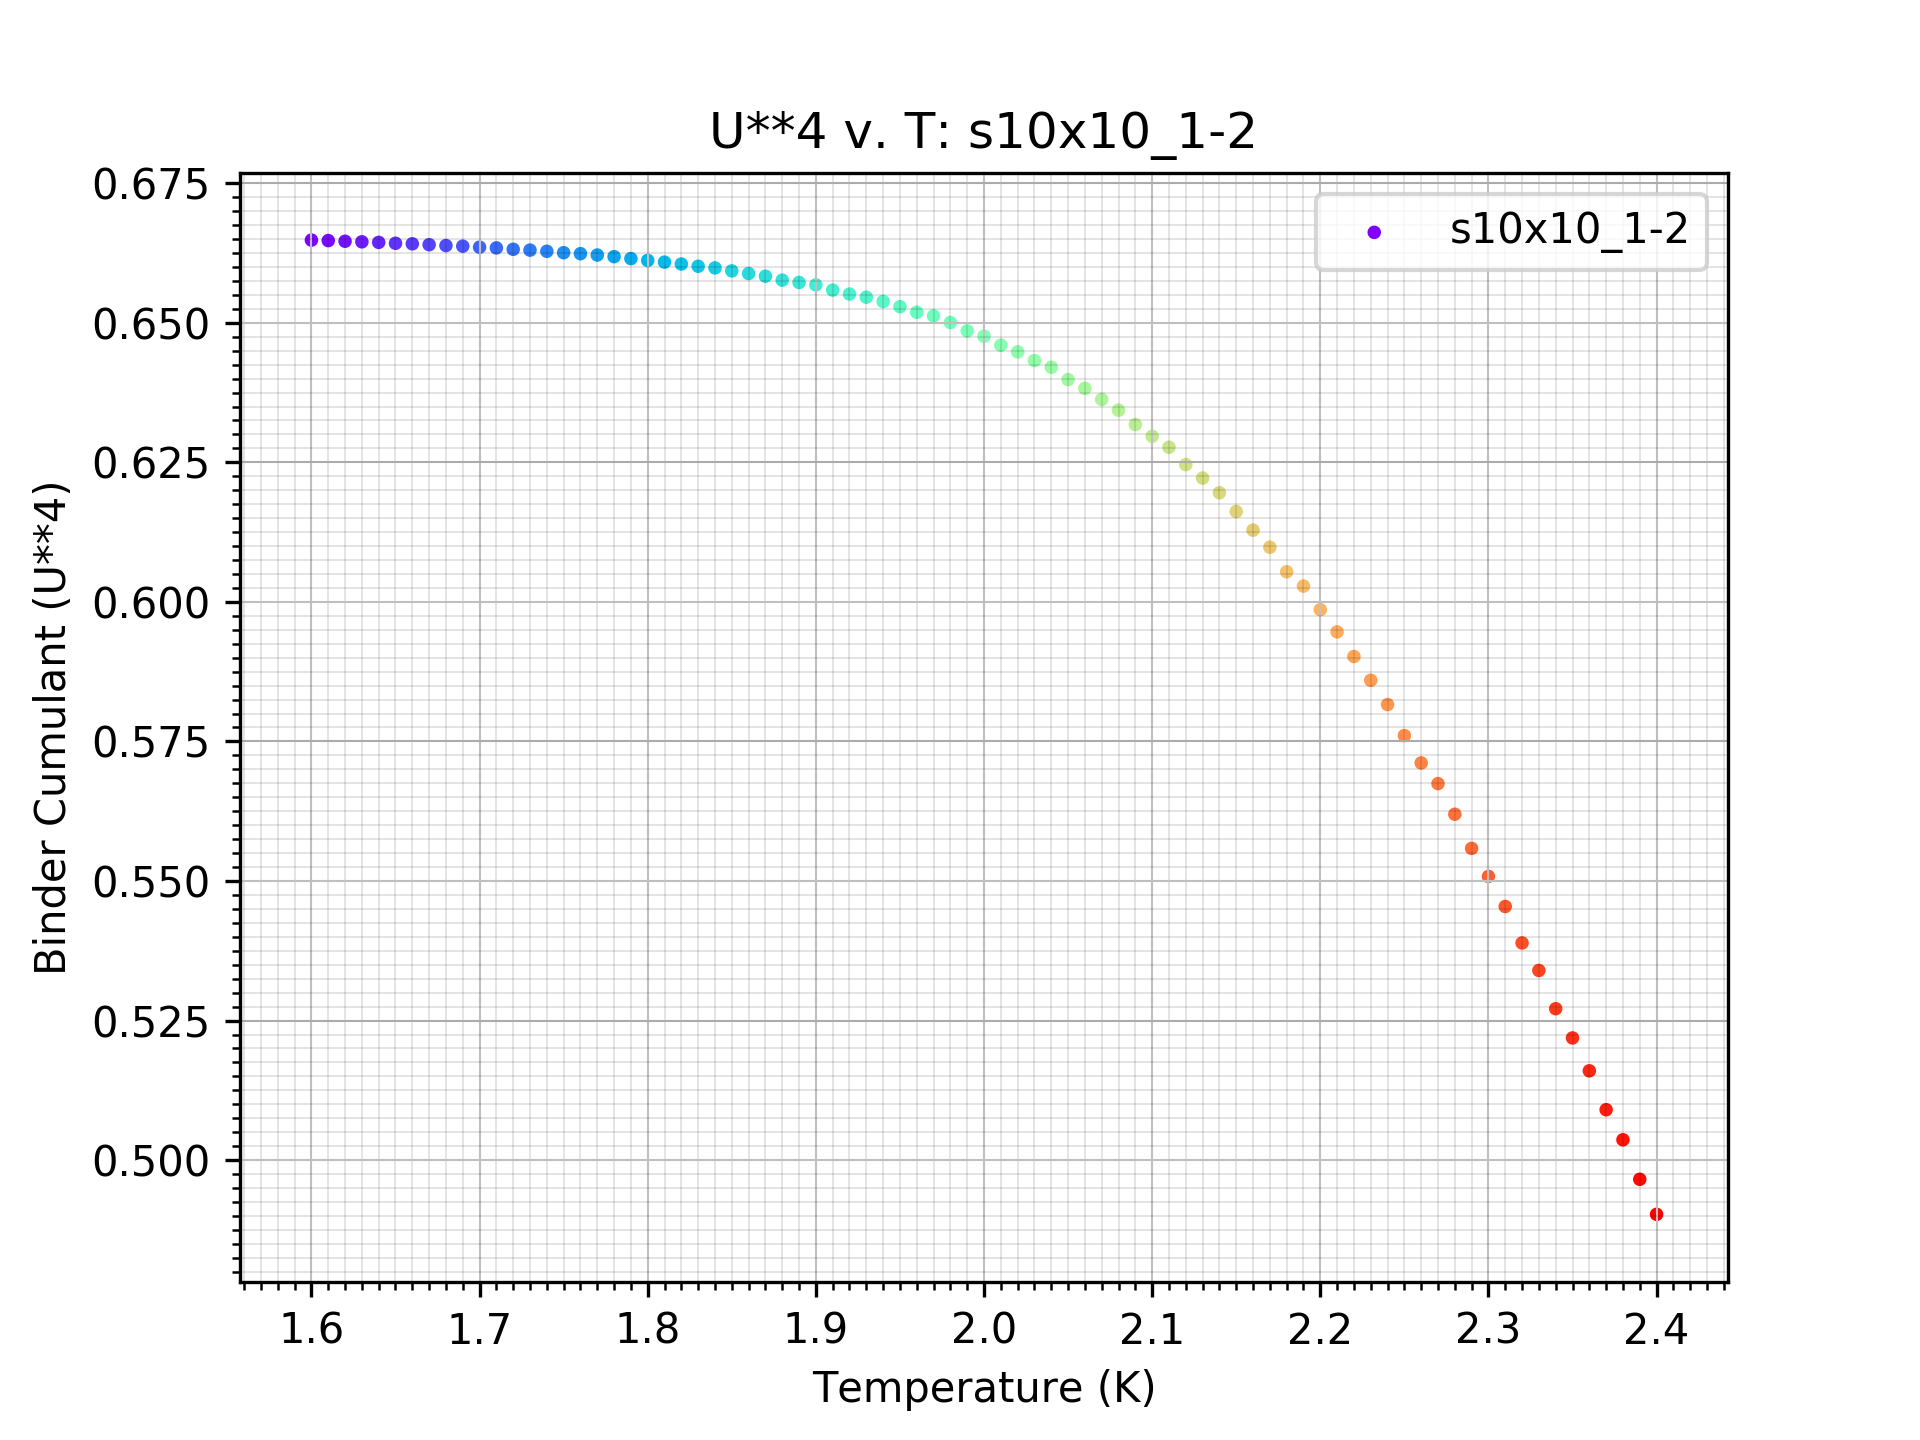 U**4 v. T: s10x10_1-2
s10x10_1-2
Binder Cumulant (U**4)
0.675
0.650
0.625
0.600
0.575
0.550
0.525
0.500
1.6 1.7 1.8 1.9 2.0 2.1 2.2 2.3 2.4
Temperature (K)